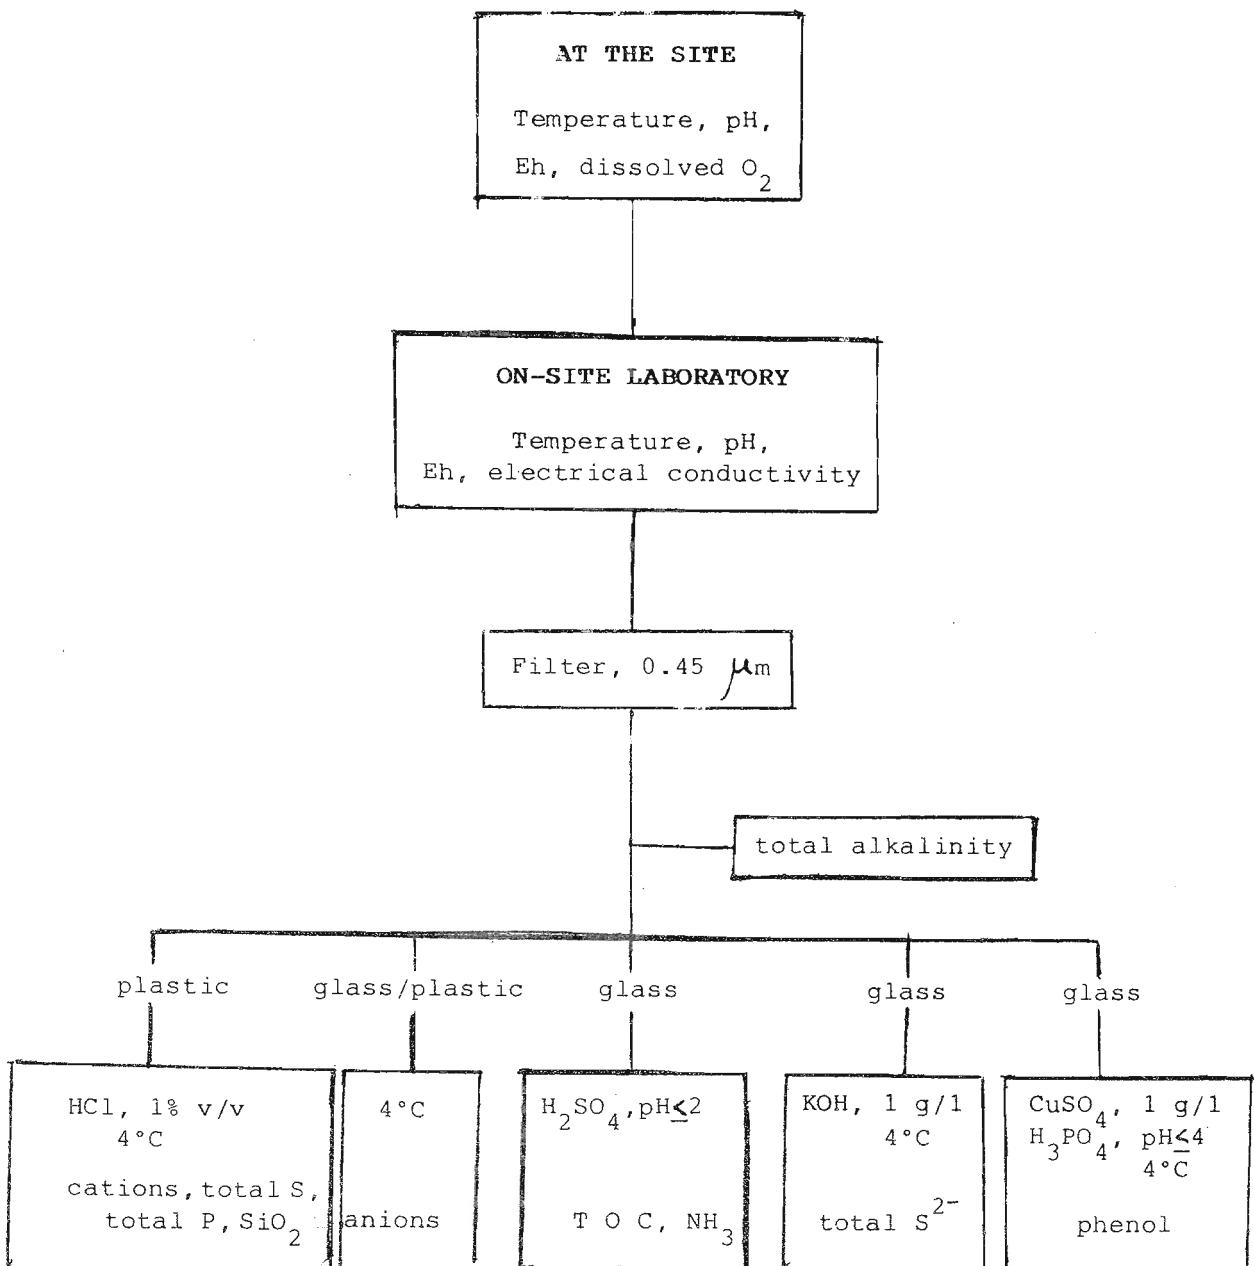 AT THE SITE
Temperature, pH,
Eh, dissolved O2
ON-SITE LABORATORY
Temperature, pH,
Eh, electrical conductivity
Filter, 0.45 μm
total alkalinity
plastic
glass/plastic
glass
glass
glass
HCl, 1% v/v
4°C
cations, total S,
total P, SiO2
4°C
anions
H2SO4, pH≤2
T O C, NH3
KOH, 1 g/l
4°C
total S2-
CuSO4, 1 g/l
H3PO4, pH≤4
4°C
phenol